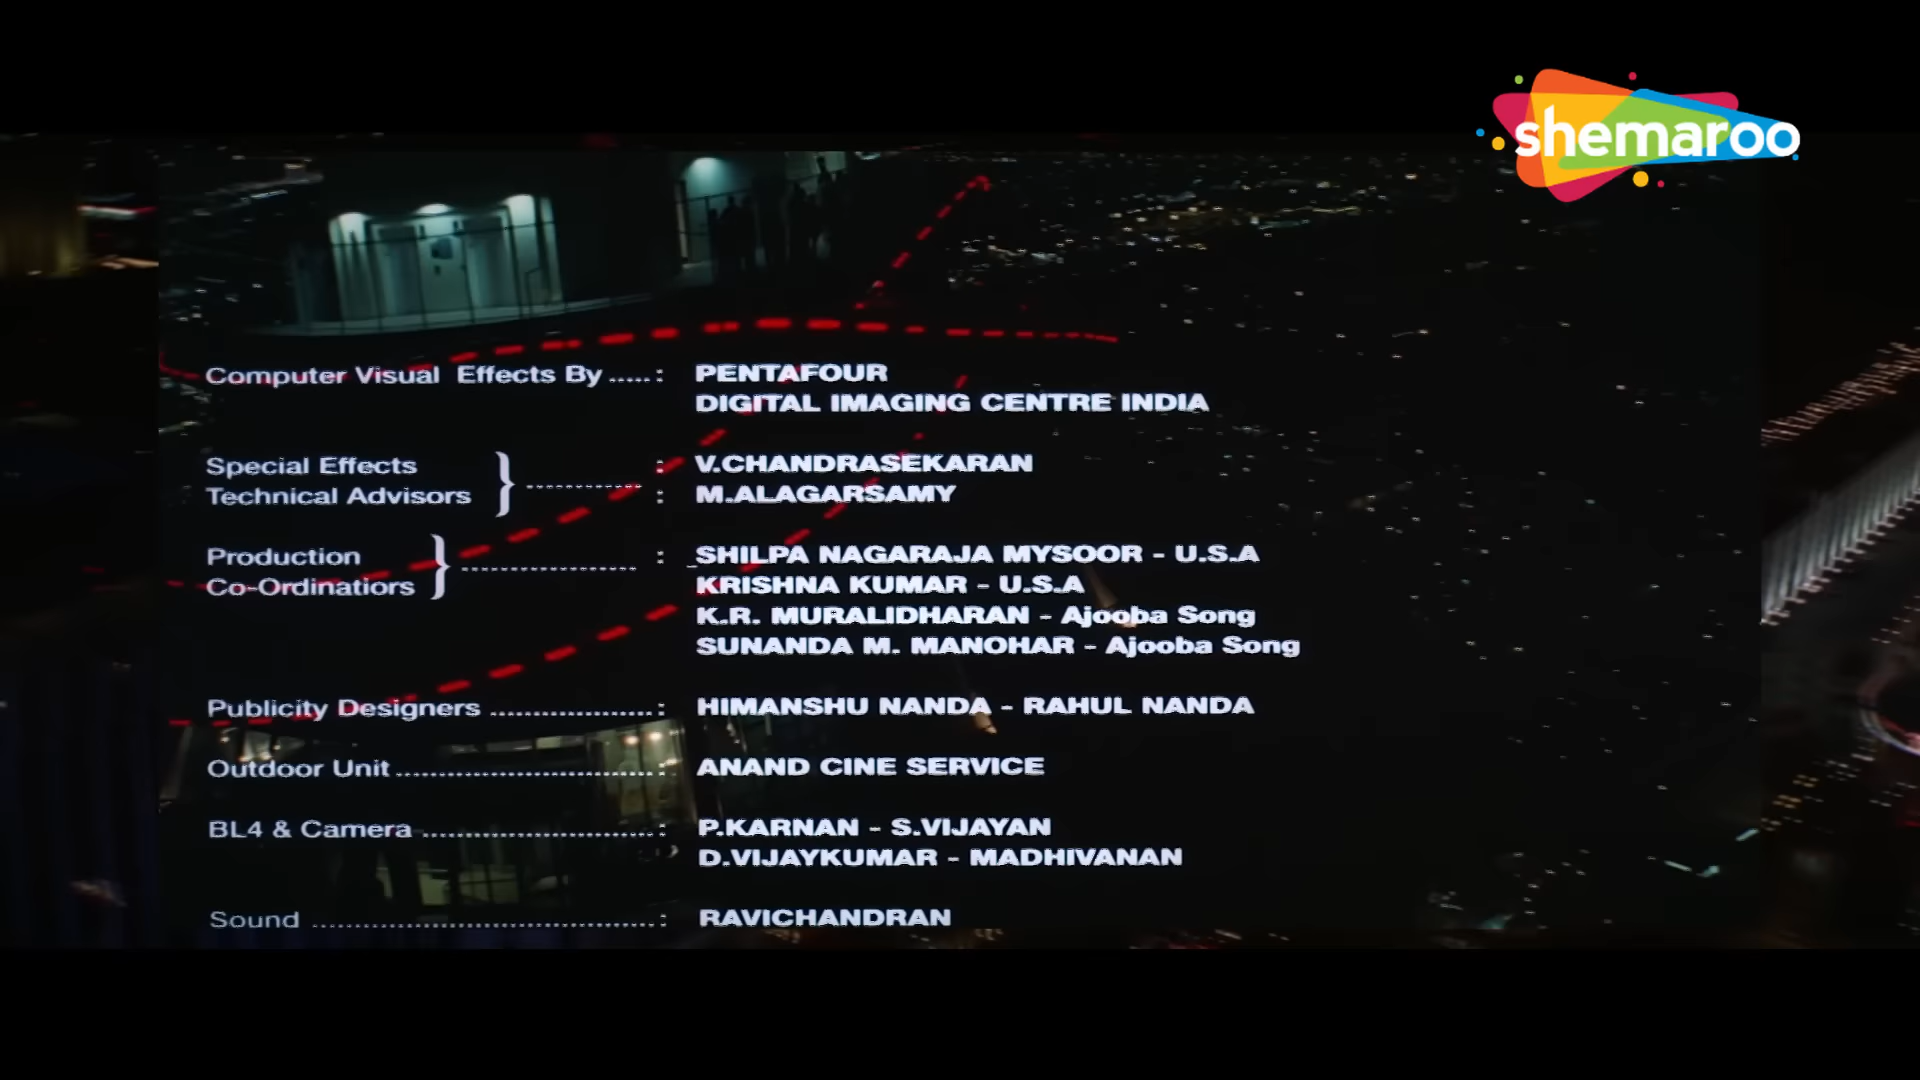 shemaroo
Computer Visual Effects By ..... : PENTAFOUR
DIGITAL IMAGING CENTRE INDIA
Special Effects : V.CHANDRASEKARAN
Technical Advisors } .................... : M.ALAGARSAMY
Production : SHILPA NAGARAJA MYSOOR - U.S.A
Co-Ordinatiors } .............................. KRISHNA KUMAR - U.S.A
K.R. MURALIDHARAN - Ajooba Song
SUNANDA M. MANOHAR - Ajooba Song
Publicity Designers ............................ : HIMANSHU NANDA - RAHUL NANDA
Outdoor Unit .............................................. : ANAND CINE SERVICE
BL4 & Camera .......................................... : P.KARNAN - S.VIJAYAN
D.VIJAYKUMAR - MADHIVANAN
Sound ............................................................ : RAVICHANDRAN